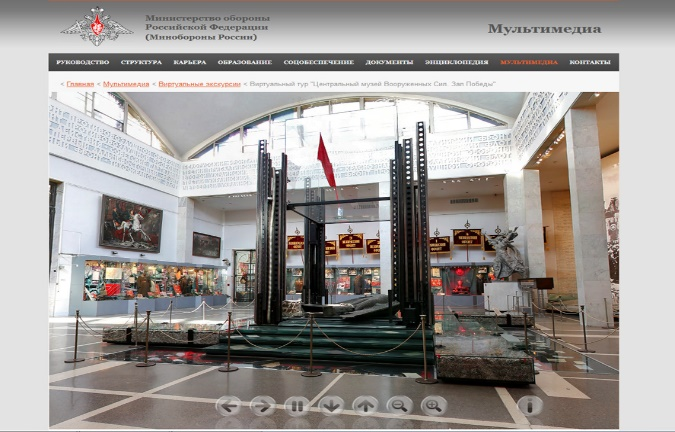 Министерство обороны
Российской Федерации
(Минобороны России)
Мультимедиа
РУКОВОДСТВО СТРУКТУРА КАРЬЕРА ОБРАЗОВАНИЕ СОЦОБЕСПЕЧЕНИЕ ДОКУМЕНТЫ ЭНЦИКЛОПЕДИЯ МУЛЬТИМЕДИА КОНТАКТЫ
< Главная < Мультимедиа < Виртуальные экскурсии < Виртуальный тур "Центральный музей Вооруженных Сил. Зал Победы"